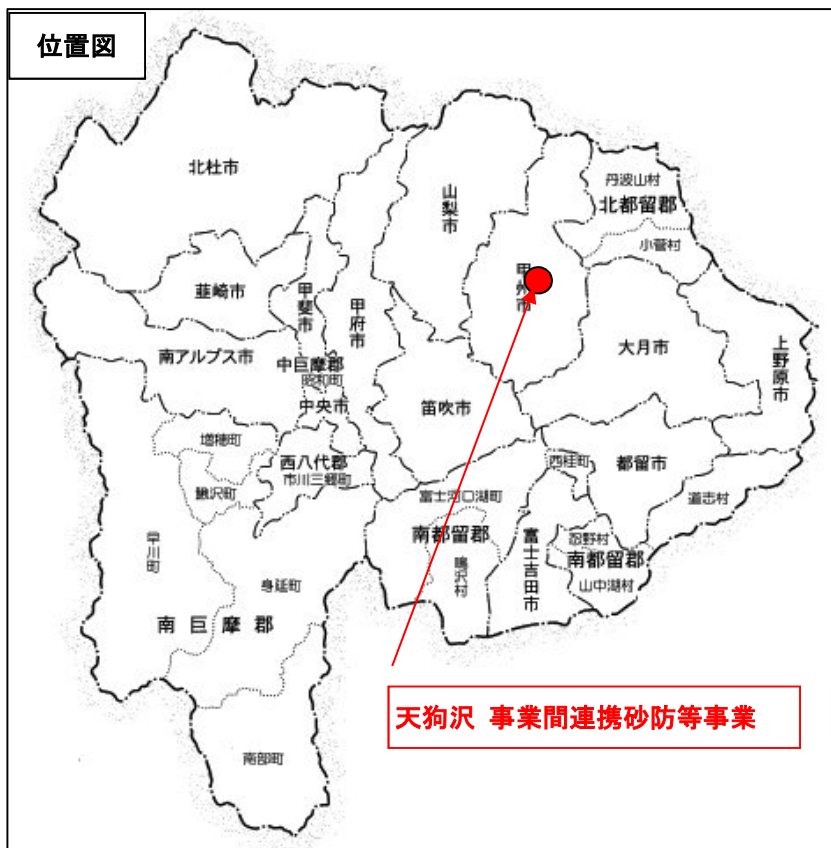 位置図
北杜市
丹波山村
北都留郡
小菅村
山梨市
甲州市
韮崎市
甲斐市
甲府市
大月市
上野原市
南アルプス市
中巨摩郡
昭和町
中央市
笛吹市
増穂町
西八代郡
市川三郷町
西桂町
都留市
鰍沢町
富士河口湖町
道志村
早川町
南都留郡
富士吉田市
忍野村
南都留郡
鳴沢村
山中湖村
身延町
南巨摩郡
天狗沢 事業間連携砂防等事業
南部町